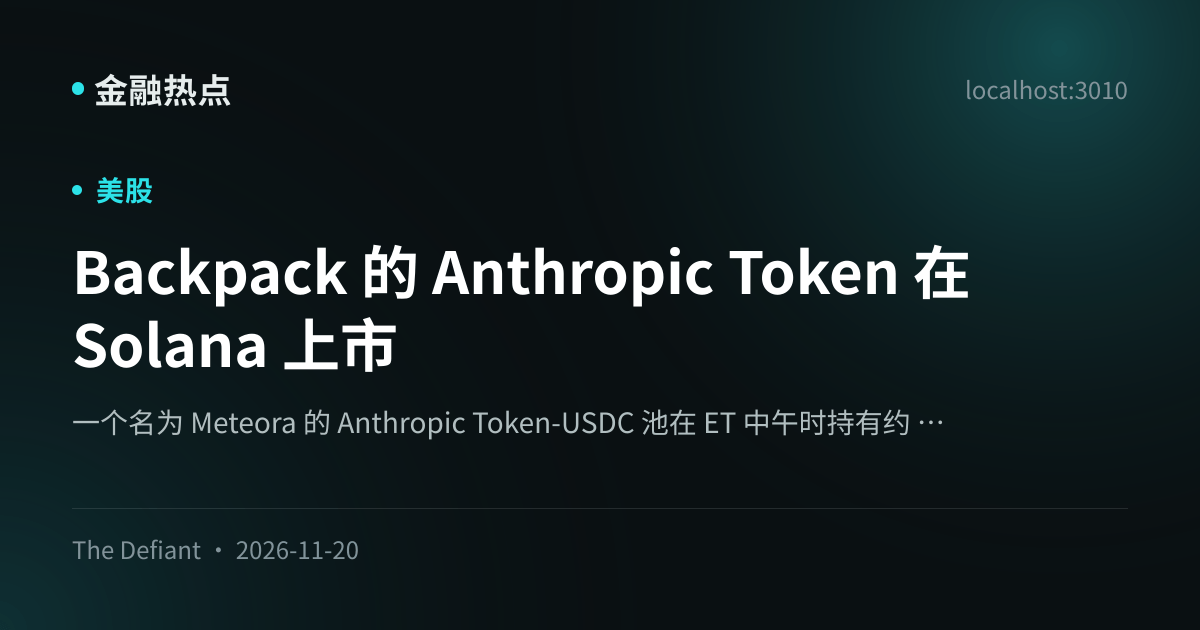 金融热点
localhost:3010
美股
Backpack 的 Anthropic Token 在
Solana 上市
一个名为 Meteora 的 Anthropic Token-USDC 池在 ET 中午时持有约 …
The Defiant · 2026-11-20